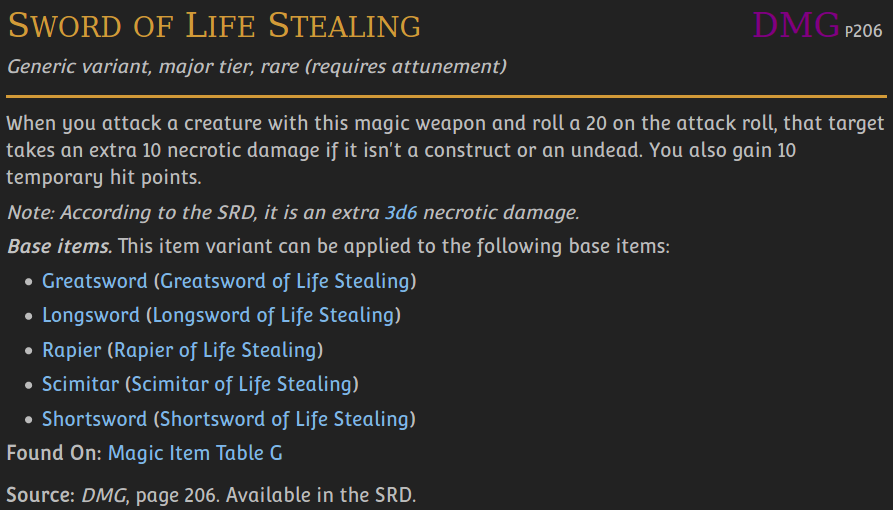 Sword of Life Stealing DMG P206
Generic variant, major tier, rare (requires attunement)
When you attack a creature with this magic weapon and roll a 20 on the attack roll, that target
takes an extra 10 necrotic damage if it isn't a construct or an undead. You also gain 10
temporary hit points.
Note: According to the SRD, it is an extra 3d6 necrotic damage.
Base items. This item variant can be applied to the following base items:
• Greatsword (Greatsword of Life Stealing)
• Longsword (Longsword of Life Stealing)
• Rapier (Rapier of Life Stealing)
• Scimitar (Scimitar of Life Stealing)
• Shortsword (Shortsword of Life Stealing)
Found On: Magic Item Table G
Source: DMG, page 206. Available in the SRD.